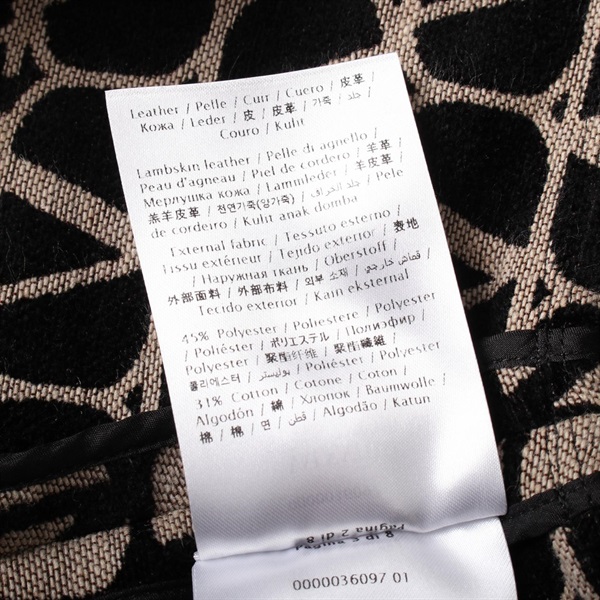 Leather / Pelle / Cuir / Cuero / 皮革 /
Кожа / Leder / 皮 / 皮革 / 가죽 / جلد /
Couro / Kulit
Lambskin leather / Pelle di agnello /
Peau d'agneau / Piel de cordero / 羊革 /
Мерлушка кожа / Lammleder / 羊皮革 /
羔羊皮革 / 천연가죽(양가죽) / جلد الخراف / Pele
de cordeiro / Kulit anak domba
External fabric / Tessuto esterno /
Tissu extérieur / Tejido exterior / 表地
/ Наружная ткань / Oberstoff /
外部面料 / 外部布料 / 외부 소재 / قماش خارجي /
Tecido exterior / Kain eksternal
45% Polyester / Poliestere / Polyester
/ Poliéster / ポリエステル / Полиэфир /
Polyester / 聚酯纤维 / 聚酯纖維 /
폴리에스터 / بوليستر / Poliéster / Polyester
31% Cotton / Cotone / Coton /
Algodón / 綿 / Хлопок / Baumwolle /
棉 / 棉 / 면 / قطن / Algodão / Katun
Pagina 2 di 8
0000036097 01